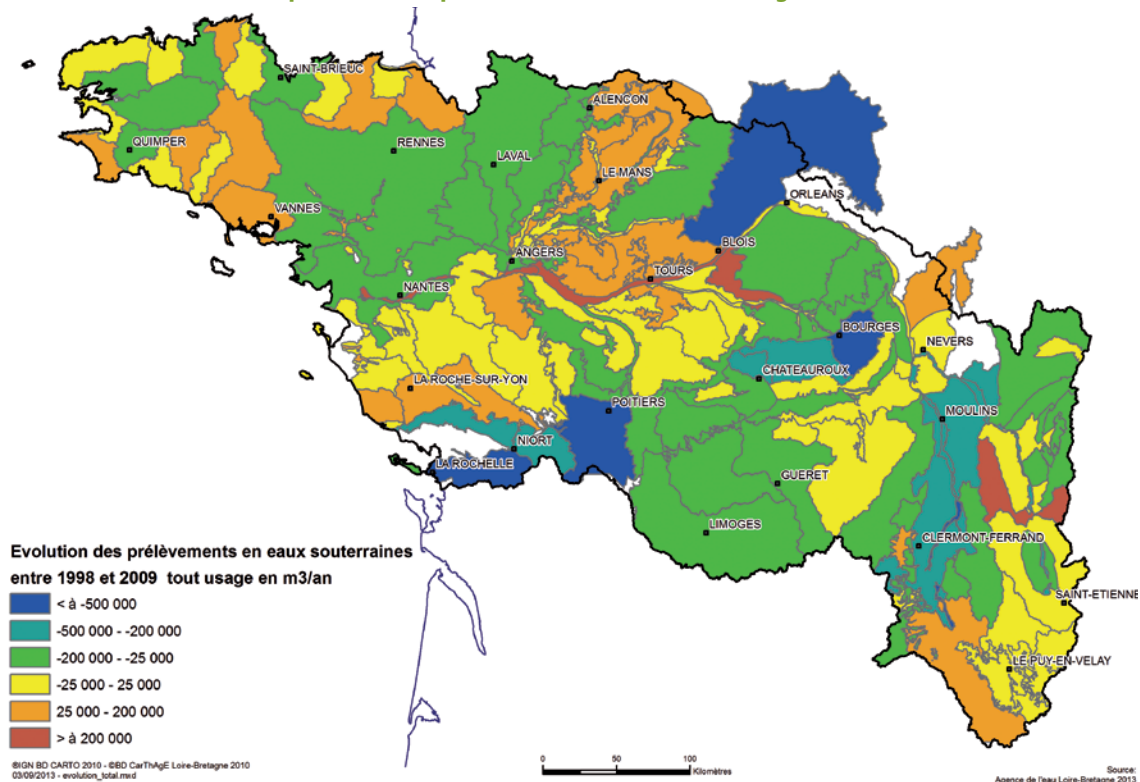 SAINT-BRIEUC
ALENCON
QUIMPER
RENNES
LAVAL
LE MANS
ORLEANS
VANNES
BLOIS
ANGERS
TOURS
NANTES
BOURGES
NEVERS
CHATEAUROUX
LA ROCHE-SUR-YON
POITIERS
MOULINS
NIORT
LA ROCHELLE
GUERET
LIMOGES
CLERMONT-FERRAND
SAINT-ETIENNE
LE PUY-EN-VELAY
Evolution des prélèvements en eaux souterraines
entre 1998 et 2009 tout usage en m3/an
< à -500 000
-500 000 - -200 000
-200 000 - -25 000
-25 000 - 25 000
25 000 - 200 000
> à 200 000
®IGN BD CARTO 2010 - ©BD CarThAgE Loire-Bretagne 2010
03/09/2013 - evolution_total.mxd
0 50 100
Kilomètres
Source:
Agence de l'eau Loire-Bretagne 2013